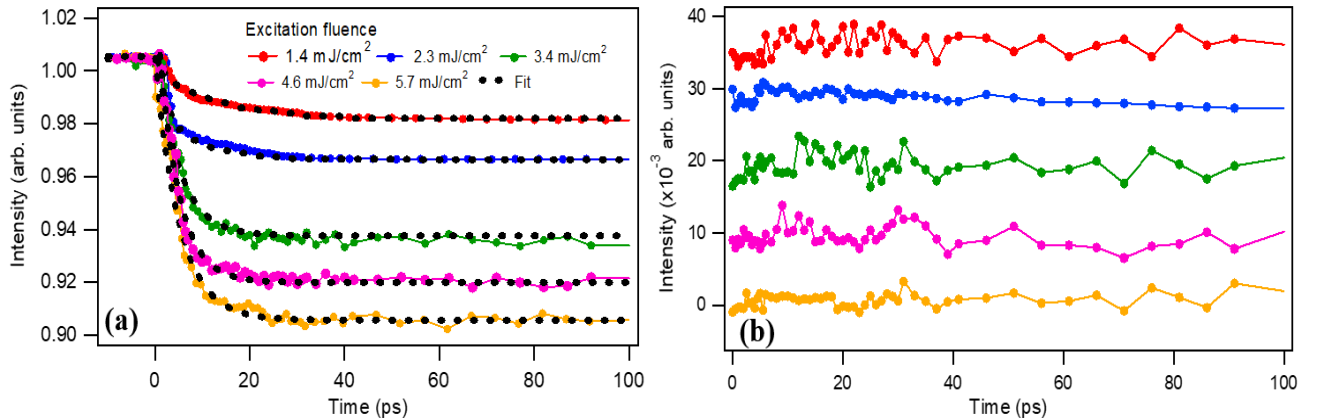 Excitation fluence
1.4 mJ/cm² 2.3 mJ/cm² 3.4 mJ/cm²
4.6 mJ/cm² 5.7 mJ/cm² Fit
1.02
1.00
0.98
0.96
0.94
0.92
0.90
Intensity (arb. units)
(a)
0 20 40 60 80 100
Time (ps)
40
30
20
10
0
Intensity (×10⁻³ arb. units)
(b)
0 20 40 60 80 100
Time (ps)